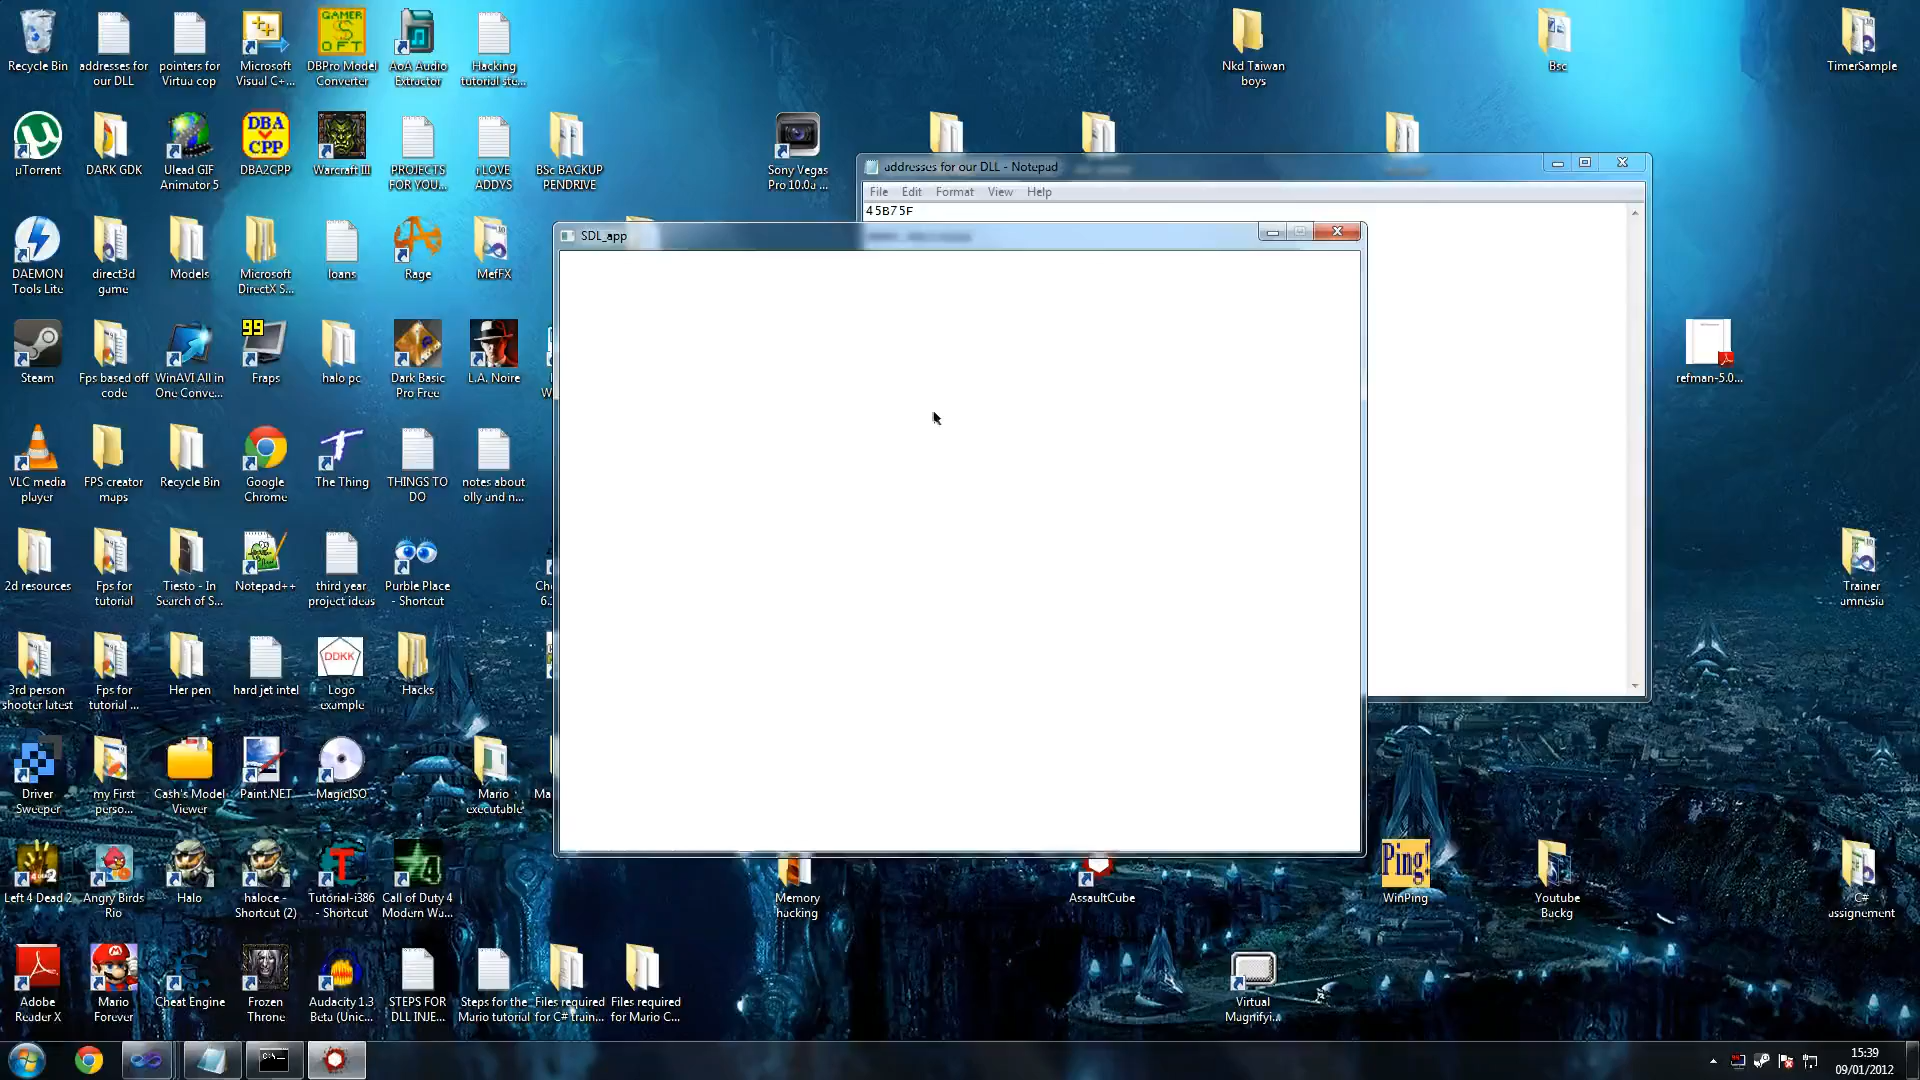 Recycle Bin
addresses for
our DLL
pointers for
Virtua cop
Microsoft
Visual C+...
GAMER
$
OFT
DBPro Model
Converter
AoA Audio
Extractor
Hacking
tutorial ste...
Nkd Taiwan
boys
Bsc
TimerSample
µTorrent
DARK GDK
Ulead GIF
Animator 5
DBA
CPP
DBA2CPP
Warcraft III
PROJECTS
FOR YOU...
i LOVE
ADDYS
BSc BACKUP
PENDRIVE
Sony Vegas
Pro 10.0a ...
addresses for our DLL - Notepad
File Edit Format View Help
45B75F
SDL_app
DAEMON
Tools Lite
direct3d
game
Models
Microsoft
DirectX S...
loans
Rage
MefFX
Steam
Fps based off
code
WinAVI All in
One Conve...
99
Fraps
halo pc
Dark Basic
Pro Free
L.A. Noire
refman-5.0...
VLC media
player
FPS creator
maps
Recycle Bin
Google
Chrome
The Thing
THINGS TO
DO
notes about
olly and n...
2d resources
Fps for
tutorial
Tiesto - In
Search of S...
Notepad++
third year
project ideas
Purble Place
- Shortcut
Trainer
amnesia
3rd person
shooter latest
Fps for
tutorial ...
Her pen
hard jet intel
DDKK
Logo
example
Hacks
Driver
Sweeper
my First
perso...
Cash's Model
Viewer
Paint.NET
MagicISO
Mario
executable
Left 4 Dead 2
Angry Birds
Rio
Halo
haloce -
Shortcut (2)
Tutorial-i386
- Shortcut
4
Call of Duty 4
Modern Wa...
Memory
hacking
AssaultCube
Ping!
WinPing
Youtube
Backg
C#
assignement
Adobe
Reader X
Mario
Forever
Cheat Engine
Frozen
Throne
Audacity 1.3
Beta (Unic...
STEPS FOR
DLL INJE...
Steps for the
Mario tutorial
Files required
for C# train...
Files required
for Mario C...
Virtual
Magnifyi...
C:\_
15:39
09/01/2012